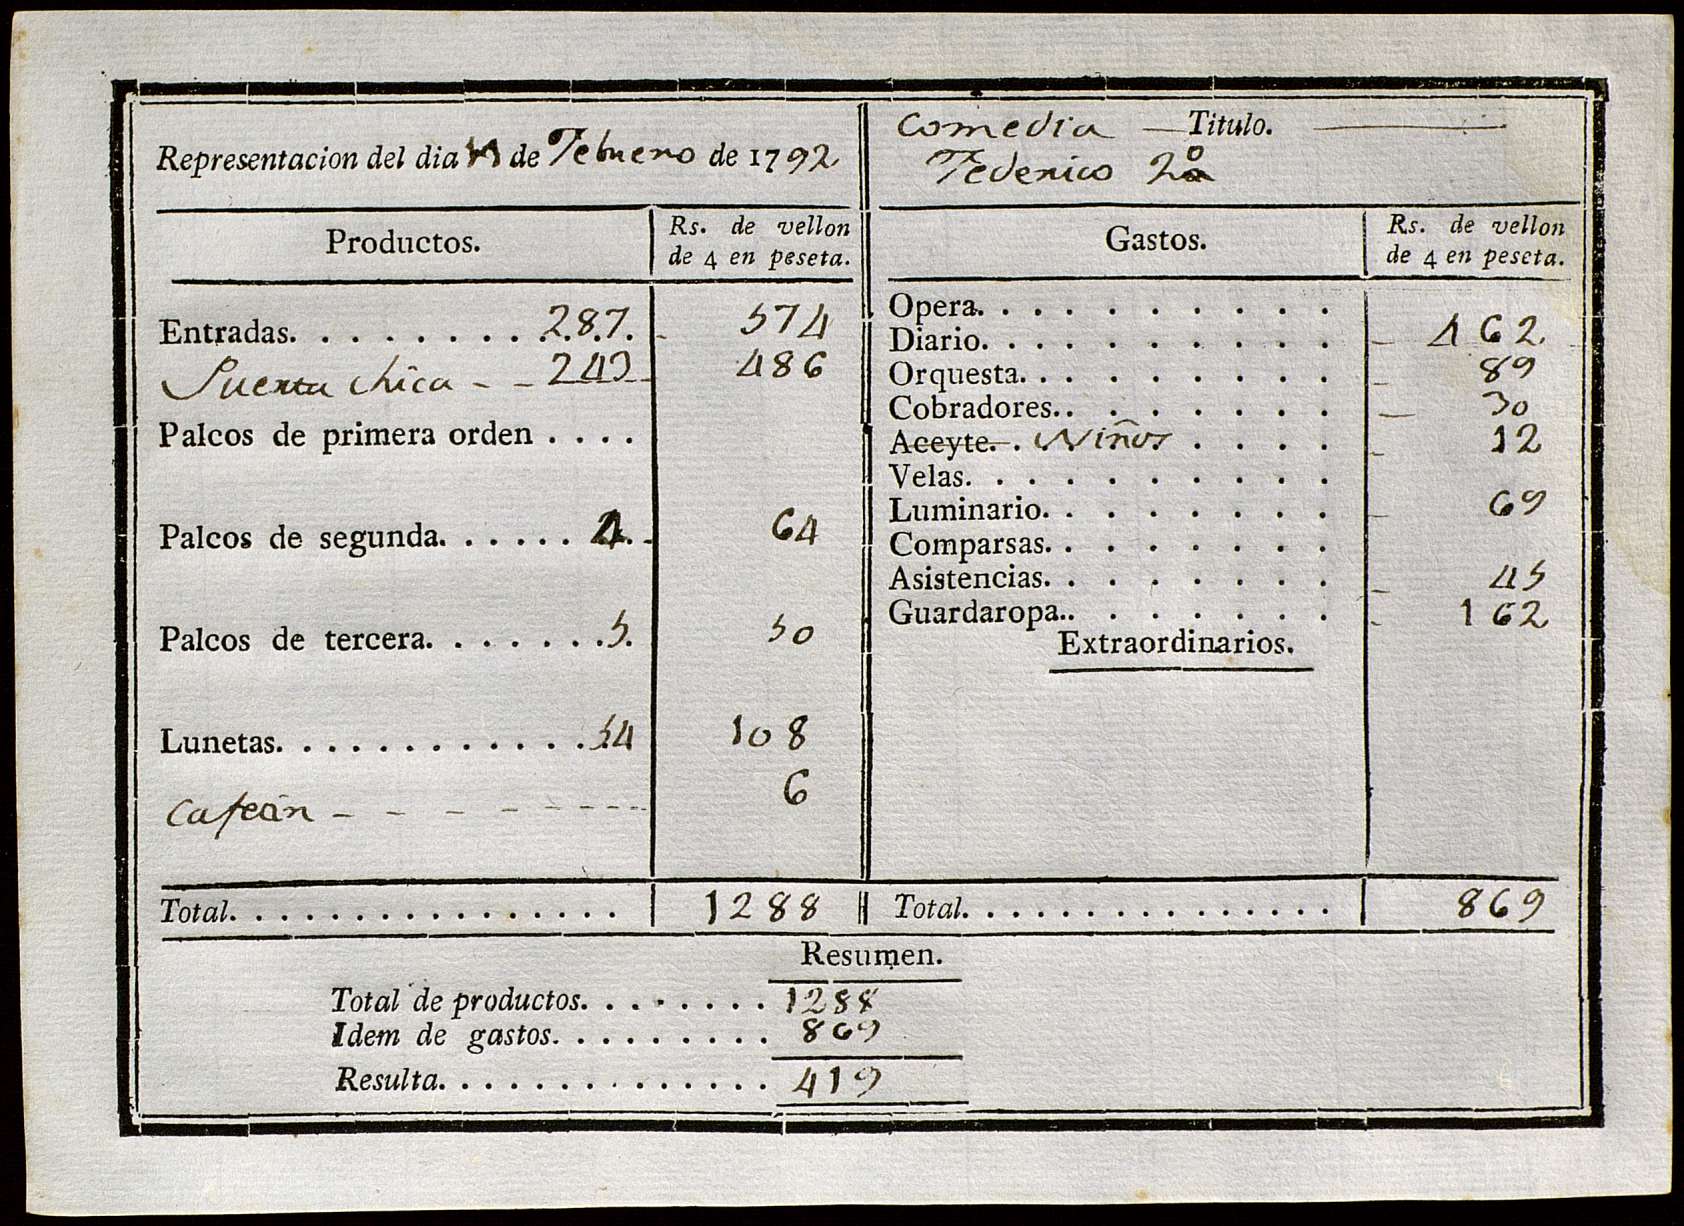 Representacion del dia de Febrero de 1792
Comedia — Titulo.
Federico 2º
Productos.
Rs. de vellon
de 4 en peseta.
Entradas. . . . . . . . 287. 574
Puerta chica - - 243 486
Palcos de primera orden . . . .
Palcos de segunda. . . . . . 4. 64
Palcos de tercera. . . . . . . 5. 50
Lunetas. . . . . . . . . . . . . 54 108
- - - - - - 6
Total. . . . . . . . . . . . . . . . 1288
Gastos.
Rs. de vellon
de 4 en peseta.
Opera. . . . . . . . . .
Diario. . . . . . . . . . 462
Orquesta. . . . . . . . . 89
Cobradores.. . . . . . . 30
Aceyte. . Niños . . . . 12
Velas. . . . . . . . . .
Luminario. . . . . . . . 69
Comparsas. . . . . . . .
Asistencias. . . . . . . . 45
Guardaropa.. . . . . . . 162
Extraordinarios.
Total. . . . . . . . . . . . . . . 869
Resumen.
Total de productos. . . . . . . . 1288
Idem de gastos. . . . . . . . . 869
Resulta. . . . . . . . . . . . . . 419